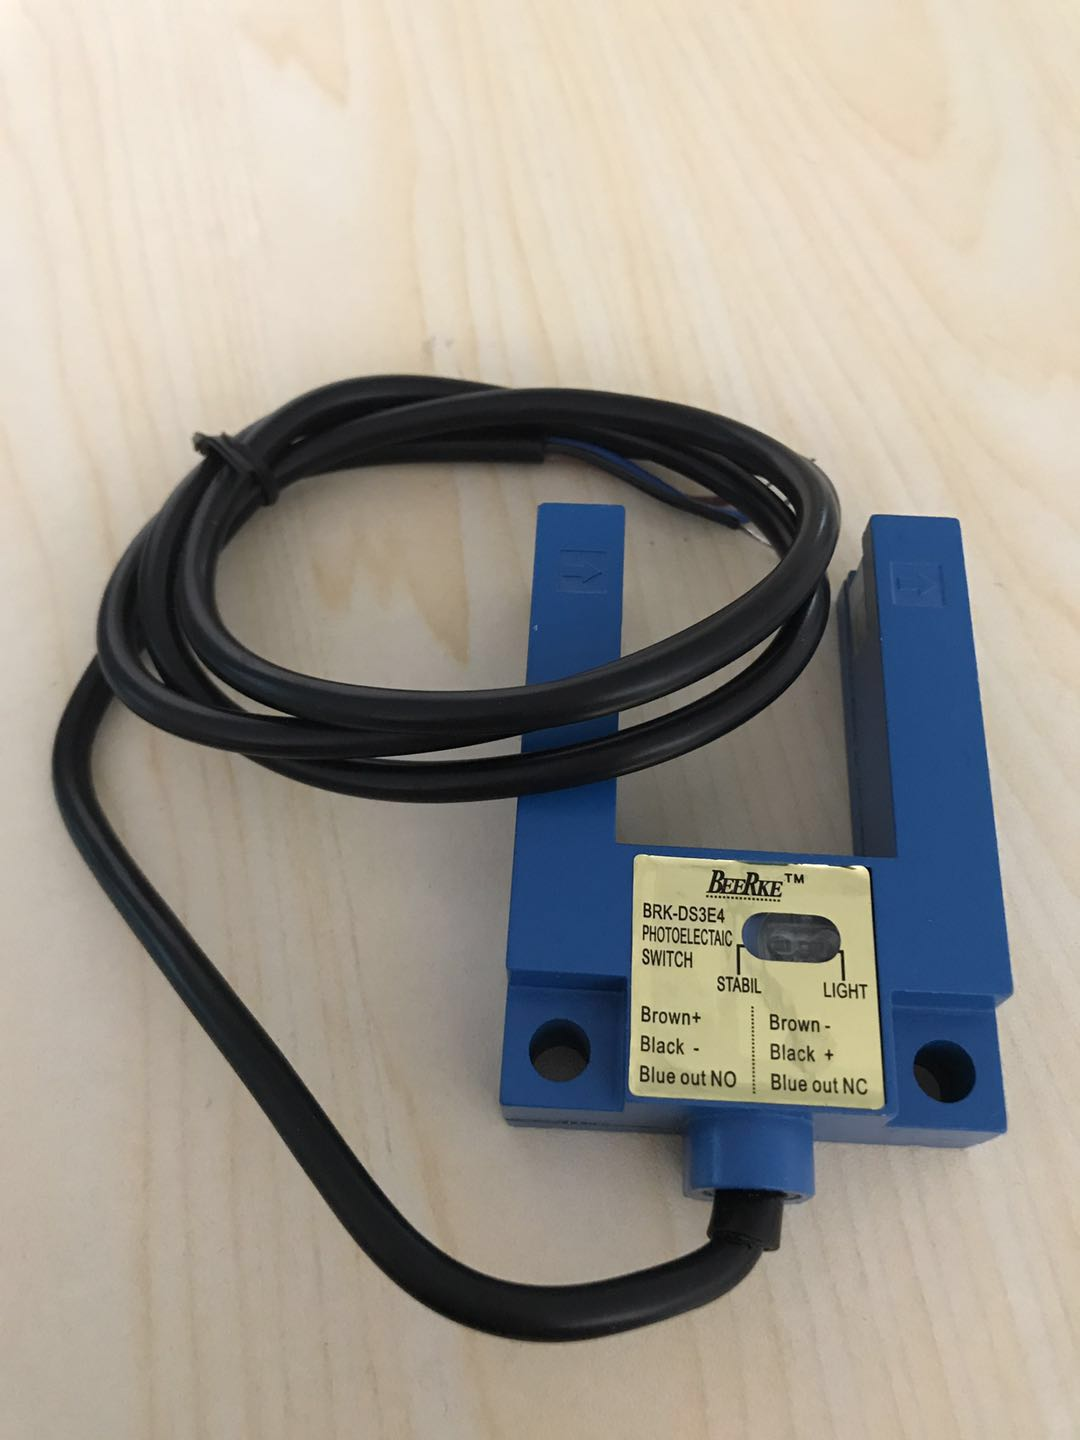 BEERKE™
BRK-DS3E4
PHOTOELECTAIC
SWITCH
STABIL
LIGHT
Brown+
Black -
Blue out NO
Brown -
Black +
Blue out NC